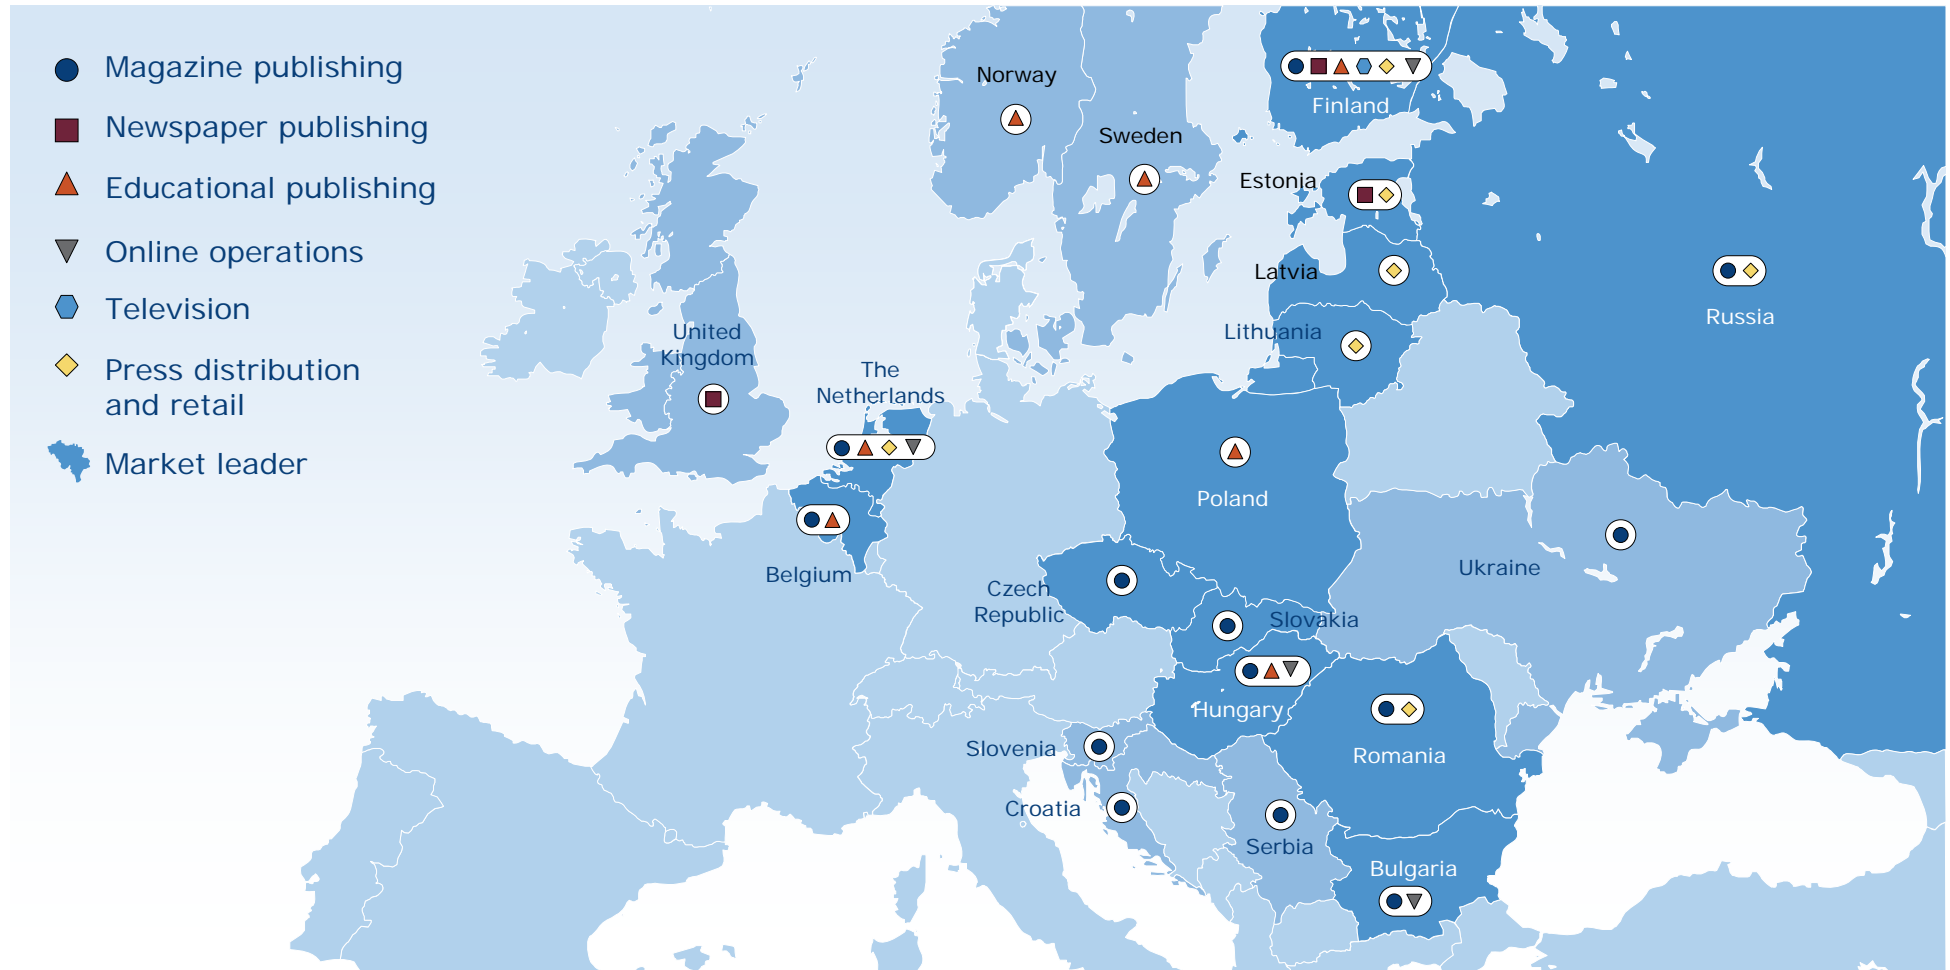 Magazine publishing
Newspaper publishing
Educational publishing
Online operations
Television
Press distribution
and retail
Market leader
Norway
Sweden
Finland
Estonia
Latvia
Lithuania
Russia
United
Kingdom
The
Netherlands
Belgium
Poland
Ukraine
Czech
Republic
Slovakia
Hungary
Slovenia
Romania
Croatia
Serbia
Bulgaria